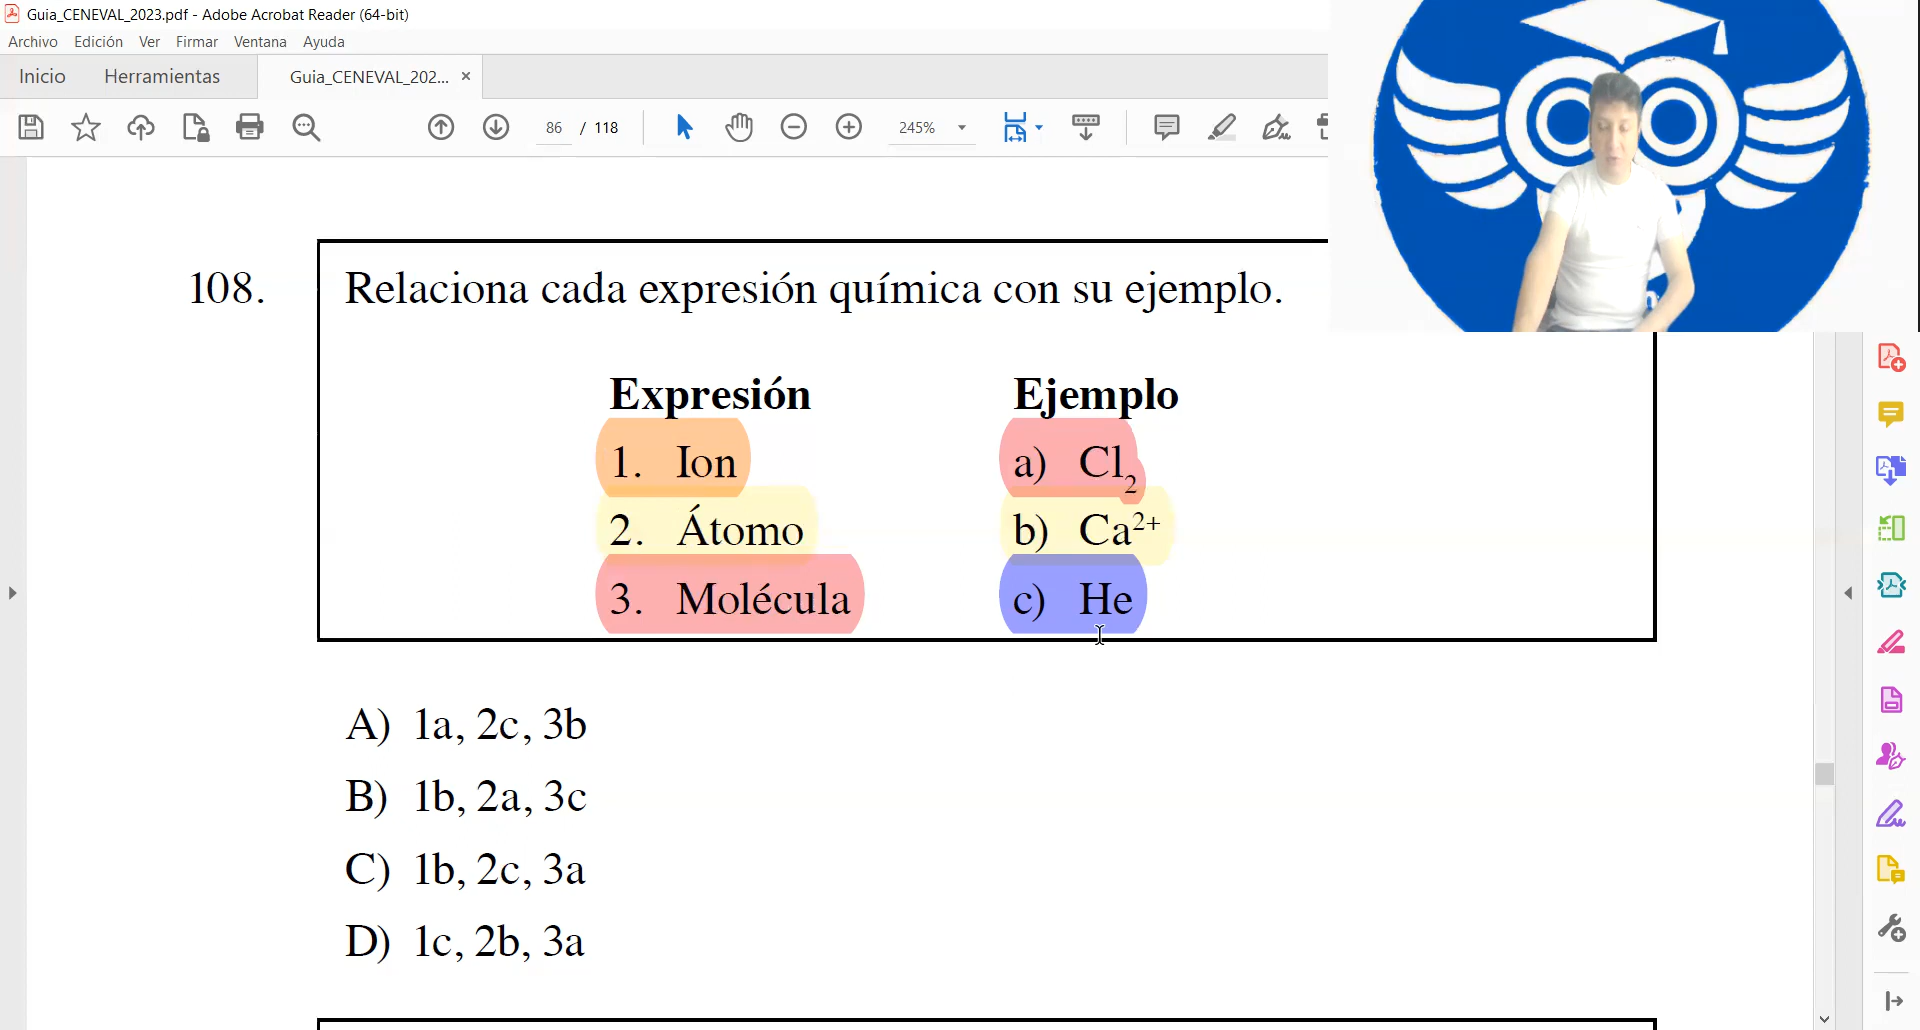 Guia_CENEVAL_2023.pdf - Adobe Acrobat Reader (64-bit)
Archivo Edición Ver Firmar Ventana Ayuda
Inicio Herramientas Guia_CENEVAL_202... ×
86 / 118 245%
108. Relaciona cada expresión química con su ejemplo.
Expresión Ejemplo
1. Ion a) Cl₂
2. Átomo b) Ca²⁺
3. Molécula c) He
A) 1a, 2c, 3b
B) 1b, 2a, 3c
C) 1b, 2c, 3a
D) 1c, 2b, 3a